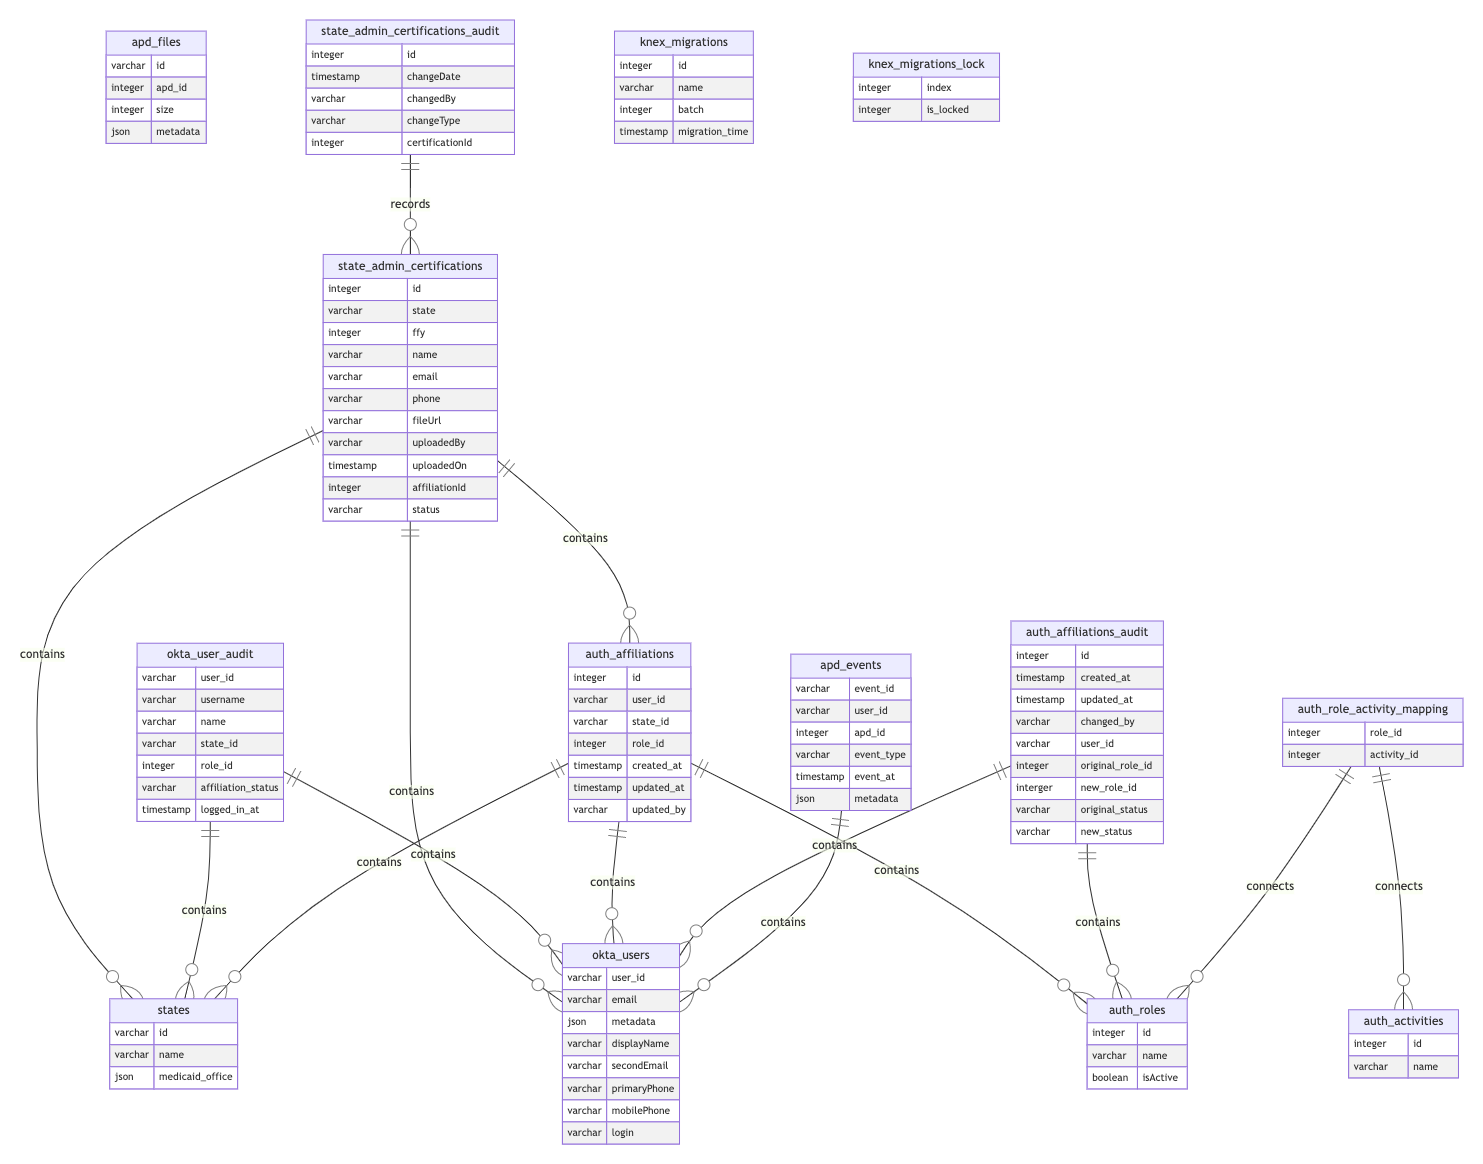 apd_files
varchar id
integer apd_id
integer size
json metadata
state_admin_certifications_audit
integer id
timestamp changeDate
varchar changedBy
varchar changeType
integer certificationId
knex_migrations
integer id
varchar name
integer batch
timestamp migration_time
knex_migrations_lock
integer index
integer is_locked
records
state_admin_certifications
integer id
varchar state
integer ffy
varchar name
varchar email
varchar phone
varchar fileUrl
varchar uploadedBy
timestamp uploadedOn
integer affiliationId
varchar status
contains
contains
contains
okta_user_audit
varchar user_id
varchar username
varchar name
varchar state_id
integer role_id
varchar affiliation_status
timestamp logged_in_at
auth_affiliations
integer id
varchar user_id
varchar state_id
integer role_id
timestamp created_at
timestamp updated_at
varchar updated_by
apd_events
varchar event_id
varchar user_id
integer apd_id
varchar event_type
timestamp event_at
json metadata
auth_affiliations_audit
integer id
timestamp created_at
timestamp updated_at
varchar changed_by
varchar user_id
integer original_role_id
interger new_role_id
varchar original_status
varchar new_status
auth_role_activity_mapping
integer role_id
integer activity_id
contains
contains
contains
contains
contains
contains
contains
contains
connects
connects
states
varchar id
varchar name
json medicaid_office
okta_users
varchar user_id
varchar email
json metadata
varchar displayName
varchar secondEmail
varchar primaryPhone
varchar mobilePhone
varchar login
auth_roles
integer id
varchar name
boolean isActive
auth_activities
integer id
varchar name